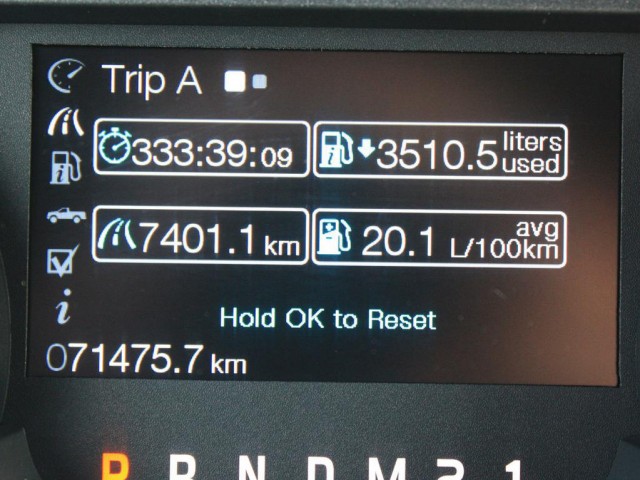 Trip A
333:39:09
3510.5 liters used
7401.1 km
20.1 avg L/100km
Hold OK to Reset
071475.7 km
P R N D M 2 1